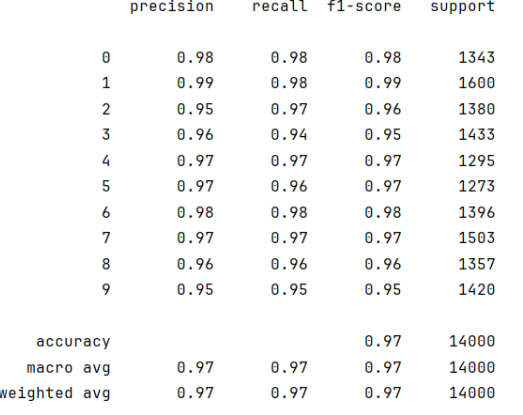 precision recall f1-score support
0 0.98 0.98 0.98 1343
1 0.99 0.98 0.99 1600
2 0.95 0.97 0.96 1380
3 0.96 0.94 0.95 1433
4 0.97 0.97 0.97 1295
5 0.97 0.96 0.97 1273
6 0.98 0.98 0.98 1396
7 0.97 0.97 0.97 1503
8 0.96 0.96 0.96 1357
9 0.95 0.95 0.95 1420
accuracy 0.97 14000
macro avg 0.97 0.97 0.97 14000
weighted avg 0.97 0.97 0.97 14000